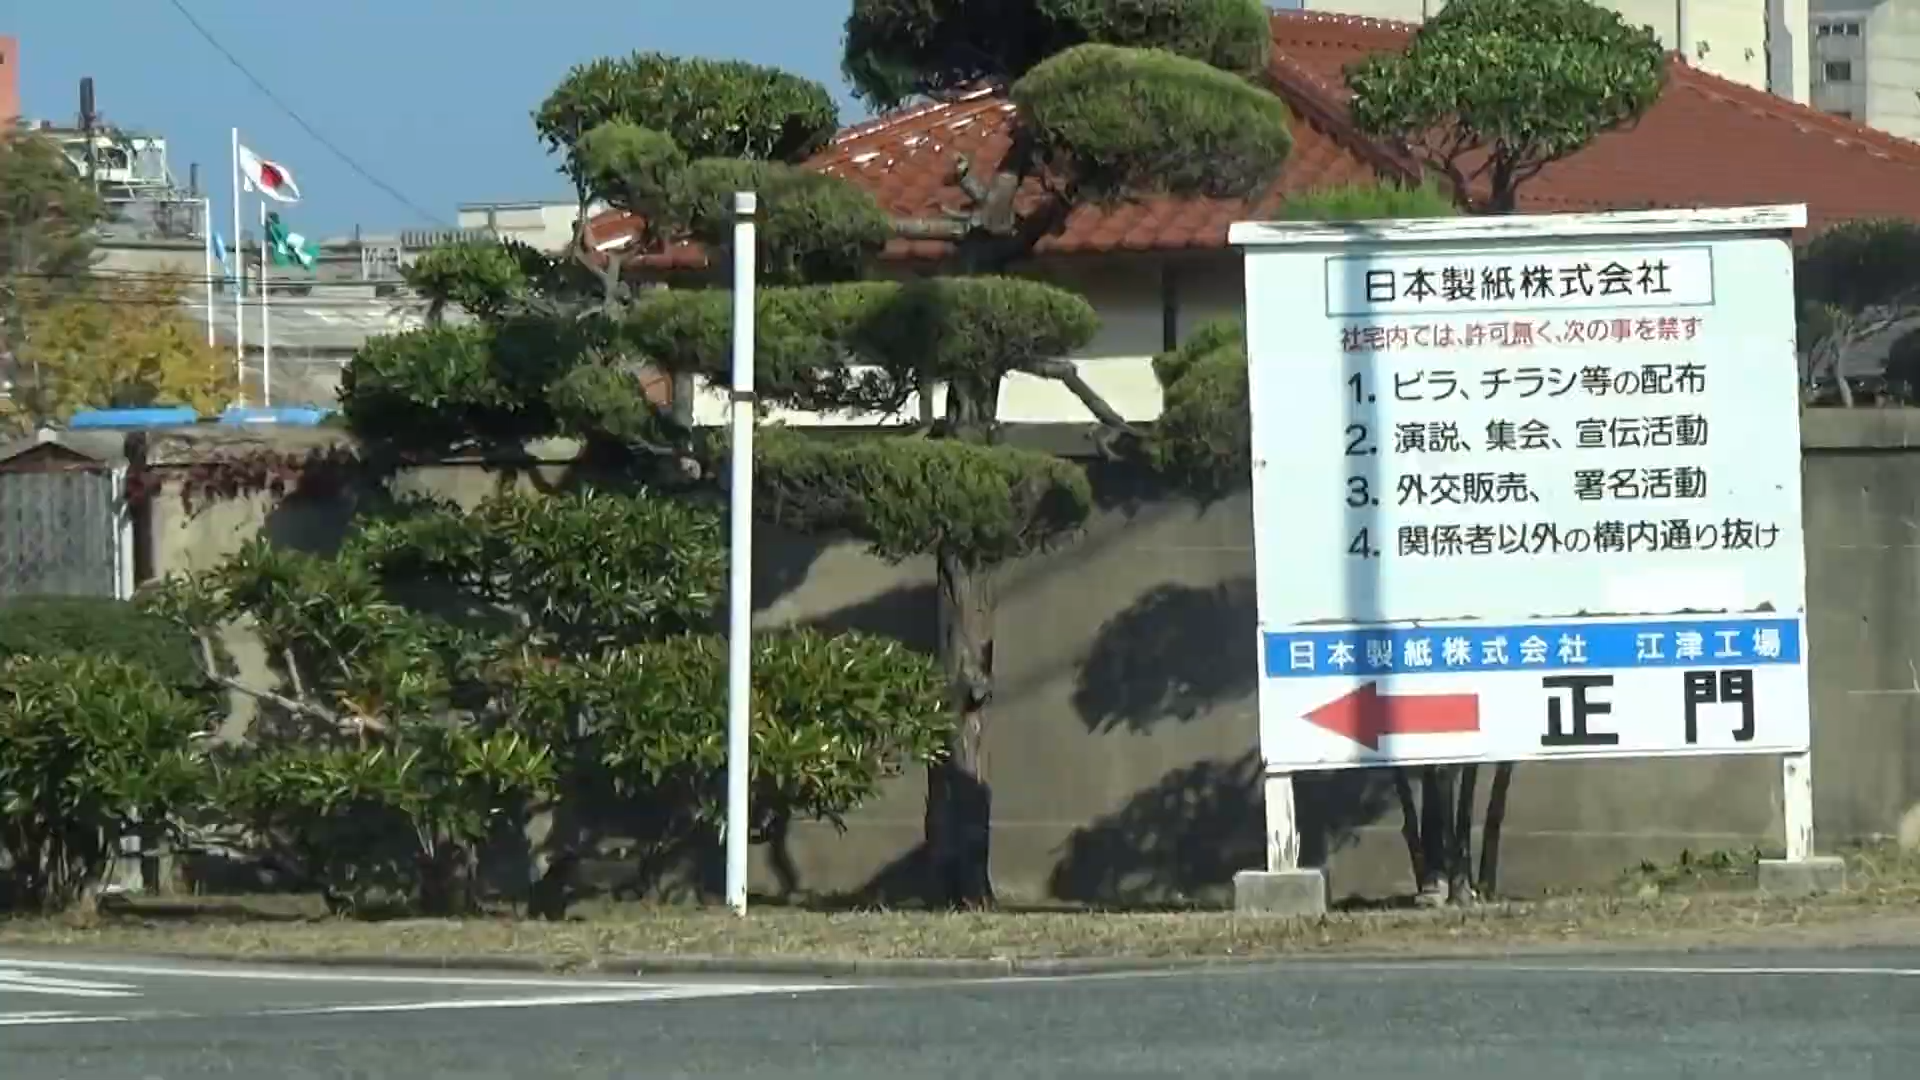 日本製紙株式会社
社宅内では、許可無く、次の事を禁す
1. ビラ、チラシ等の配布
2. 演説、集会、宣伝活動
3. 外交販売、署名活動
4. 関係者以外の構内通り抜け
日本製紙株式会社 江津工場
正門